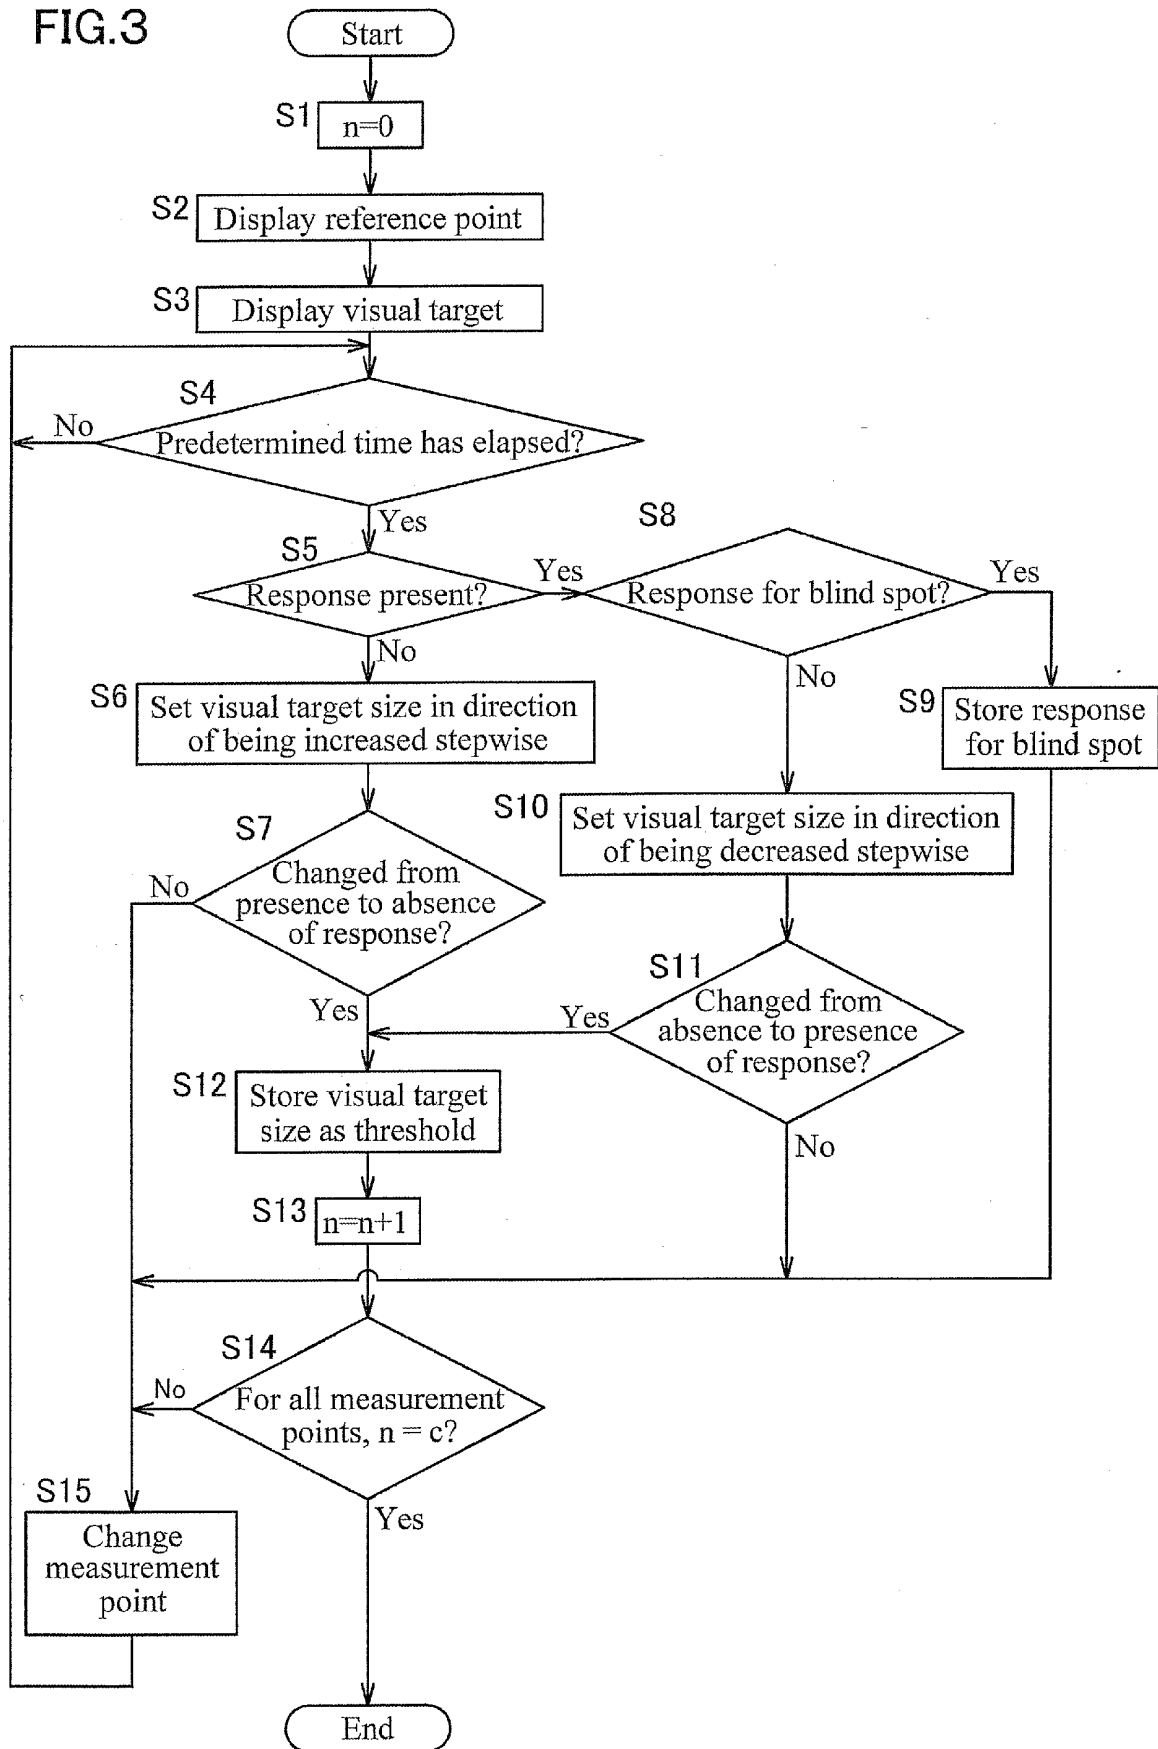 FIG.3
Start
S1
n=0
S2
Display reference point
S3
Display visual target
S4
No
Predetermined time has elapsed?
Yes
S5
Response present?
Yes
No
S8
Response for blind spot?
Yes
No
S6
Set visual target size in direction
of being increased stepwise
S9
Store response
for blind spot
S7
No
Changed from
presence to absence
of response?
Yes
S10
Set visual target size in direction
of being decreased stepwise
S11
Yes
Changed from
absence to presence
of response?
No
S12
Store visual target
size as threshold
S13
n=n+1
S14
No
For all measurement
points, n = c?
Yes
S15
Change
measurement
point
End